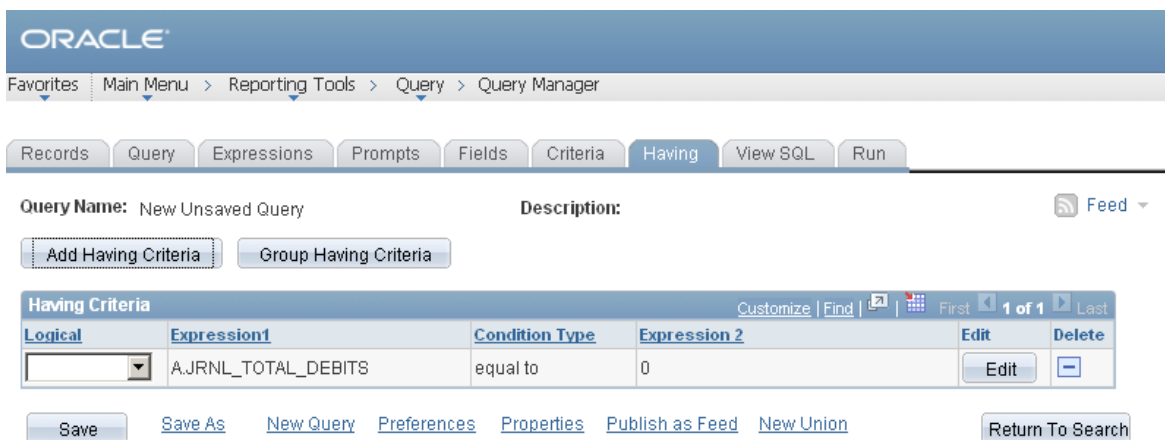 ORACLE
Favorites Main Menu > Reporting Tools > Query > Query Manager
Records Query Expressions Prompts Fields Criteria Having View SQL Run
Query Name: New Unsaved Query Description: Feed
Add Having Criteria Group Having Criteria
Having Criteria Customize | Find | First 1 of 1 Last
Logical Expression1 Condition Type Expression 2 Edit Delete
A.JRNL_TOTAL_DEBITS equal to 0 Edit
Save Save As New Query Preferences Properties Publish as Feed New Union Return To Search